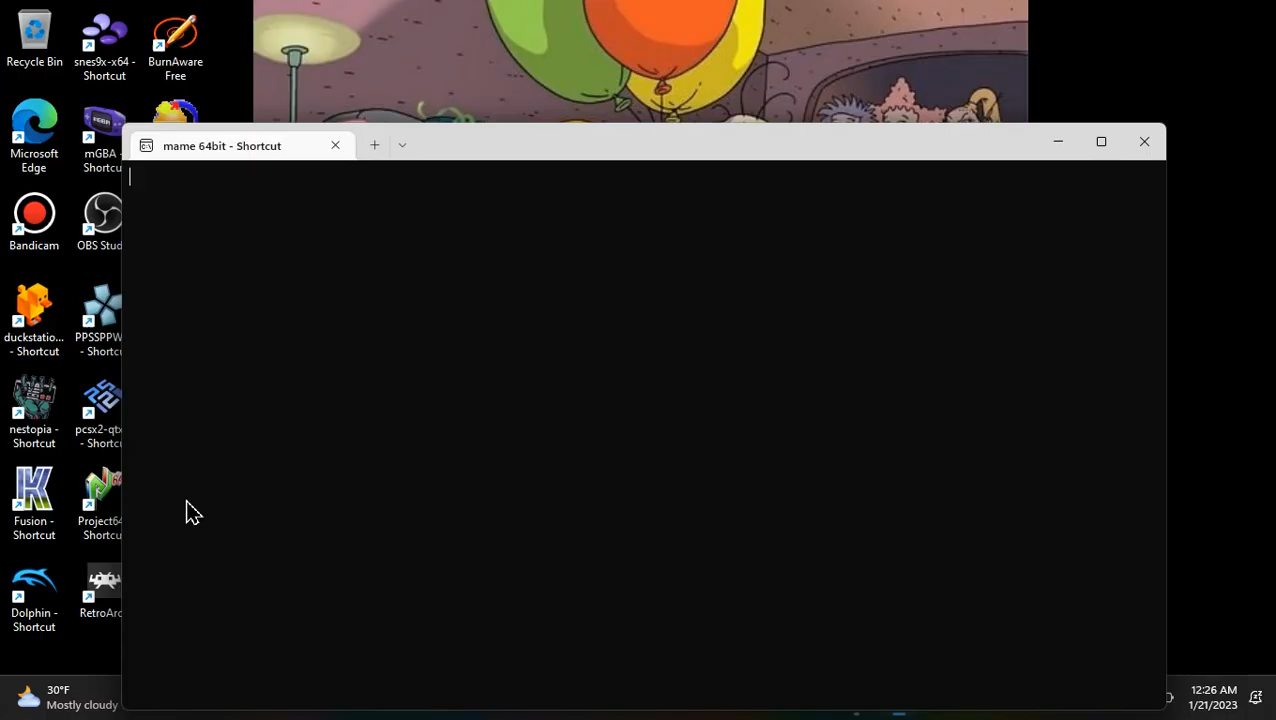 Recycle Bin
snes9x-x64 -
Shortcut
BurnAware
Free
Microsoft
Edge
mGBA -
Shortcu
mame 64bit - Shortcut
Bandicam
OBS Stud
duckstatio...
- Shortcut
PPSSPPW
- Shortcu
nestopia -
Shortcut
pcsx2-qtx
- Shortcu
Fusion -
Shortcut
Project64
Shortcu
Dolphin -
Shortcut
RetroArc
30°F
Mostly cloudy
12:26 AM
1/21/2023